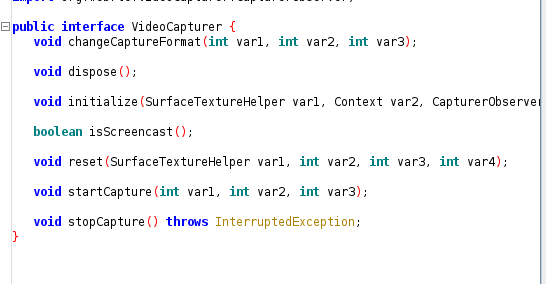 public interface VideoCapturer {
void changeCaptureFormat(int var1, int var2, int var3);
void dispose();
void initialize(SurfaceTextureHelper var1, Context var2, CapturerObserver
boolean isScreencast();
void reset(SurfaceTextureHelper var1, int var2, int var3, int var4);
void startCapture(int var1, int var2, int var3);
void stopCapture() throws InterruptedException;
}